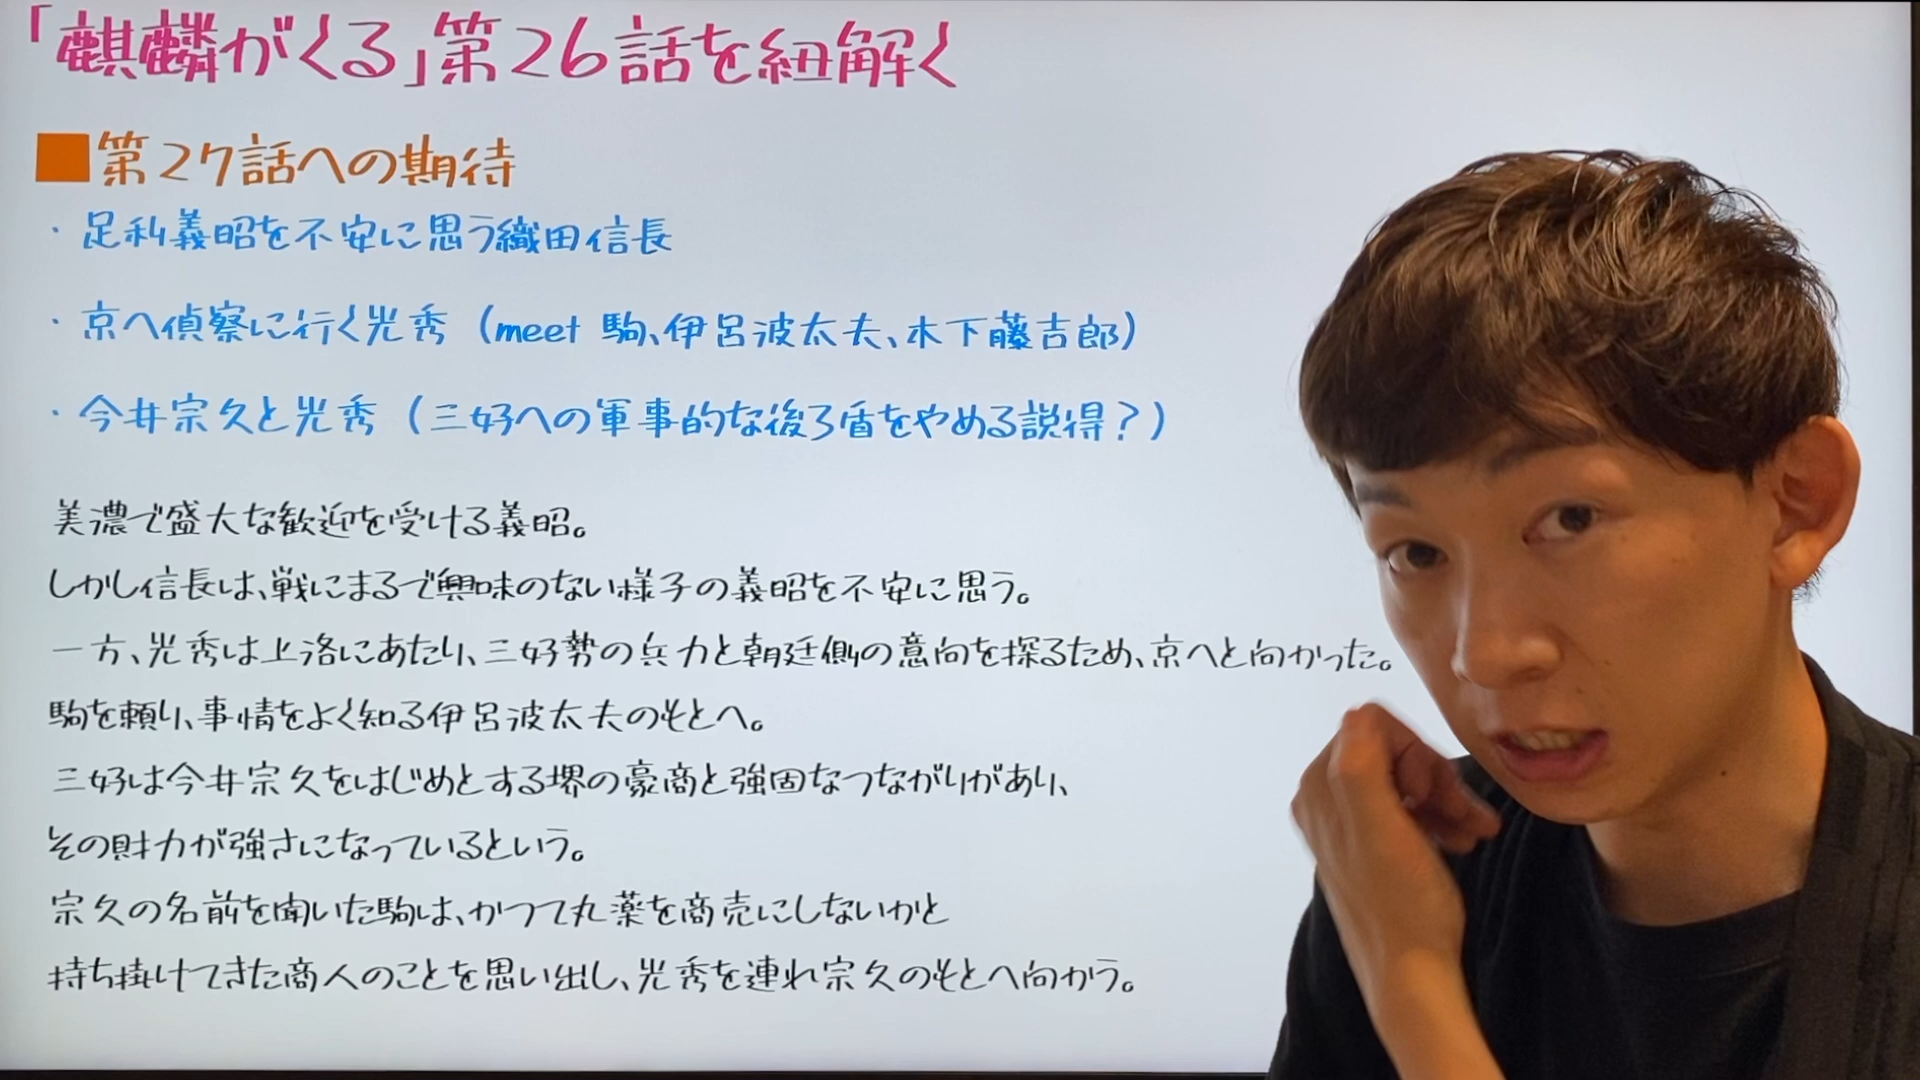 「麒麟がくる」第26話を紐解く
■第27話への期待
・足利義昭を不安に思う織田信長
・京へ偵察に行く光秀（meet 駒、伊呂波太夫、木下藤吉郎）
・今井宗久と光秀（三好への軍事的な後ろ盾をやめる説得？）
美濃で盛大な歓迎を受ける義昭。
しかし信長は、戦にまるで興味のない様子の義昭を不安に思う。
一方、光秀は上洛にあたり、三好勢の兵力と朝廷側の意向を探るため、京へと向かった。
駒を頼り、事情をよく知る伊呂波太夫のもとへ。
三好は今井宗久をはじめとする堺の豪商と強固なつながりがあり、
その財力が強さになっているという。
宗久の名前を聞いた駒は、かつて丸薬を商売にしないかと
持ち掛けてきた商人のことを思い出し、光秀を連れ宗久のもとへ向かう。